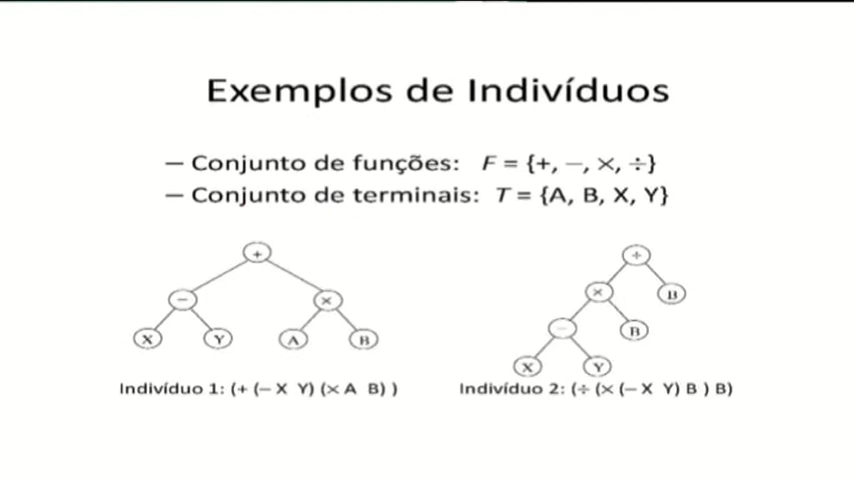 Exemplos de Indivíduos
— Conjunto de funções: F = {+, −, ×, ÷}
— Conjunto de terminais: T = {A, B, X, Y}
+
− ×
X Y A B
÷
× B
− B
X Y
Indivíduo 1: (+ (− X Y) (× A B) )
Indivíduo 2: (÷ (× (− X Y) B ) B)